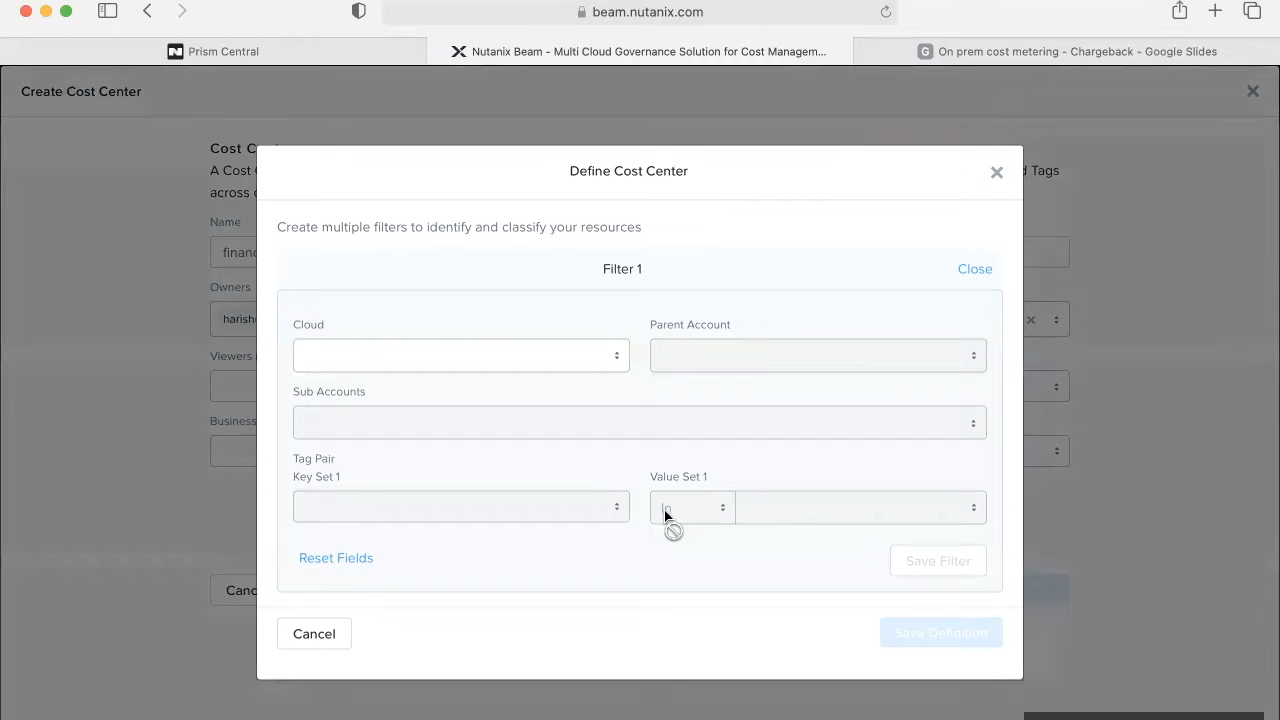 beam.nutanix.com
Prism Central
Nutanix Beam - Multi Cloud Governance Solution for Cost Managem...
On prem cost metering - Chargeback - Google Slides
Create Cost Center
Cost C
A Cost
d Tags
across
Name
financ
Owners
harish
Viewers
Business
Canc
Define Cost Center
Create multiple filters to identify and classify your resources
Filter 1
Close
Cloud
Parent Account
Sub Accounts
Tag Pair
Key Set 1
Value Set 1
Reset Fields
Save Filter
Cancel
Save Definition